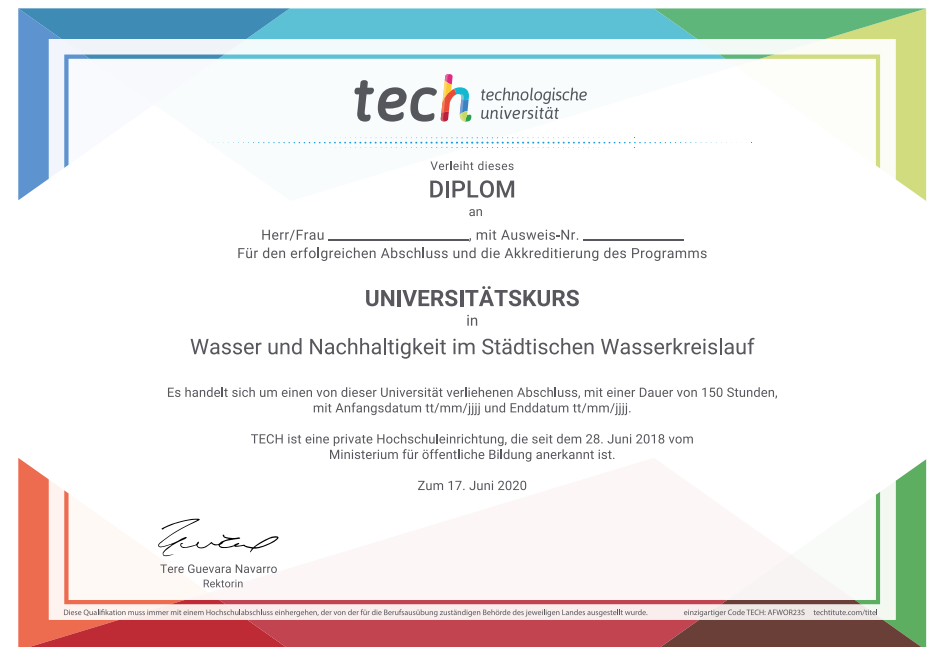 tech technologische
universität
Verleiht dieses
DIPLOM
an
Herr/Frau ____________, mit Ausweis-Nr. ____________
Für den erfolgreichen Abschluss und die Akkreditierung des Programms
UNIVERSITÄTSKURS
in
Wasser und Nachhaltigkeit im Städtischen Wasserkreislauf
Es handelt sich um einen von dieser Universität verliehenen Abschluss, mit einer Dauer von 150 Stunden,
mit Anfangsdatum tt/mm/jjjj und Enddatum tt/mm/jjjj.
TECH ist eine private Hochschuleinrichtung, die seit dem 28. Juni 2018 vom
Ministerium für öffentliche Bildung anerkannt ist.
Zum 17. Juni 2020
Tere Guevara Navarro
Rektorin
Diese Qualifikation muss immer mit einem Hochschulabschluss einhergehen, der von der für die Berufsausübung zuständigen Behörde des jeweiligen Landes ausgestellt wurde. einzigartiger Code TECH: AFWOR23S techtitute.com/titel